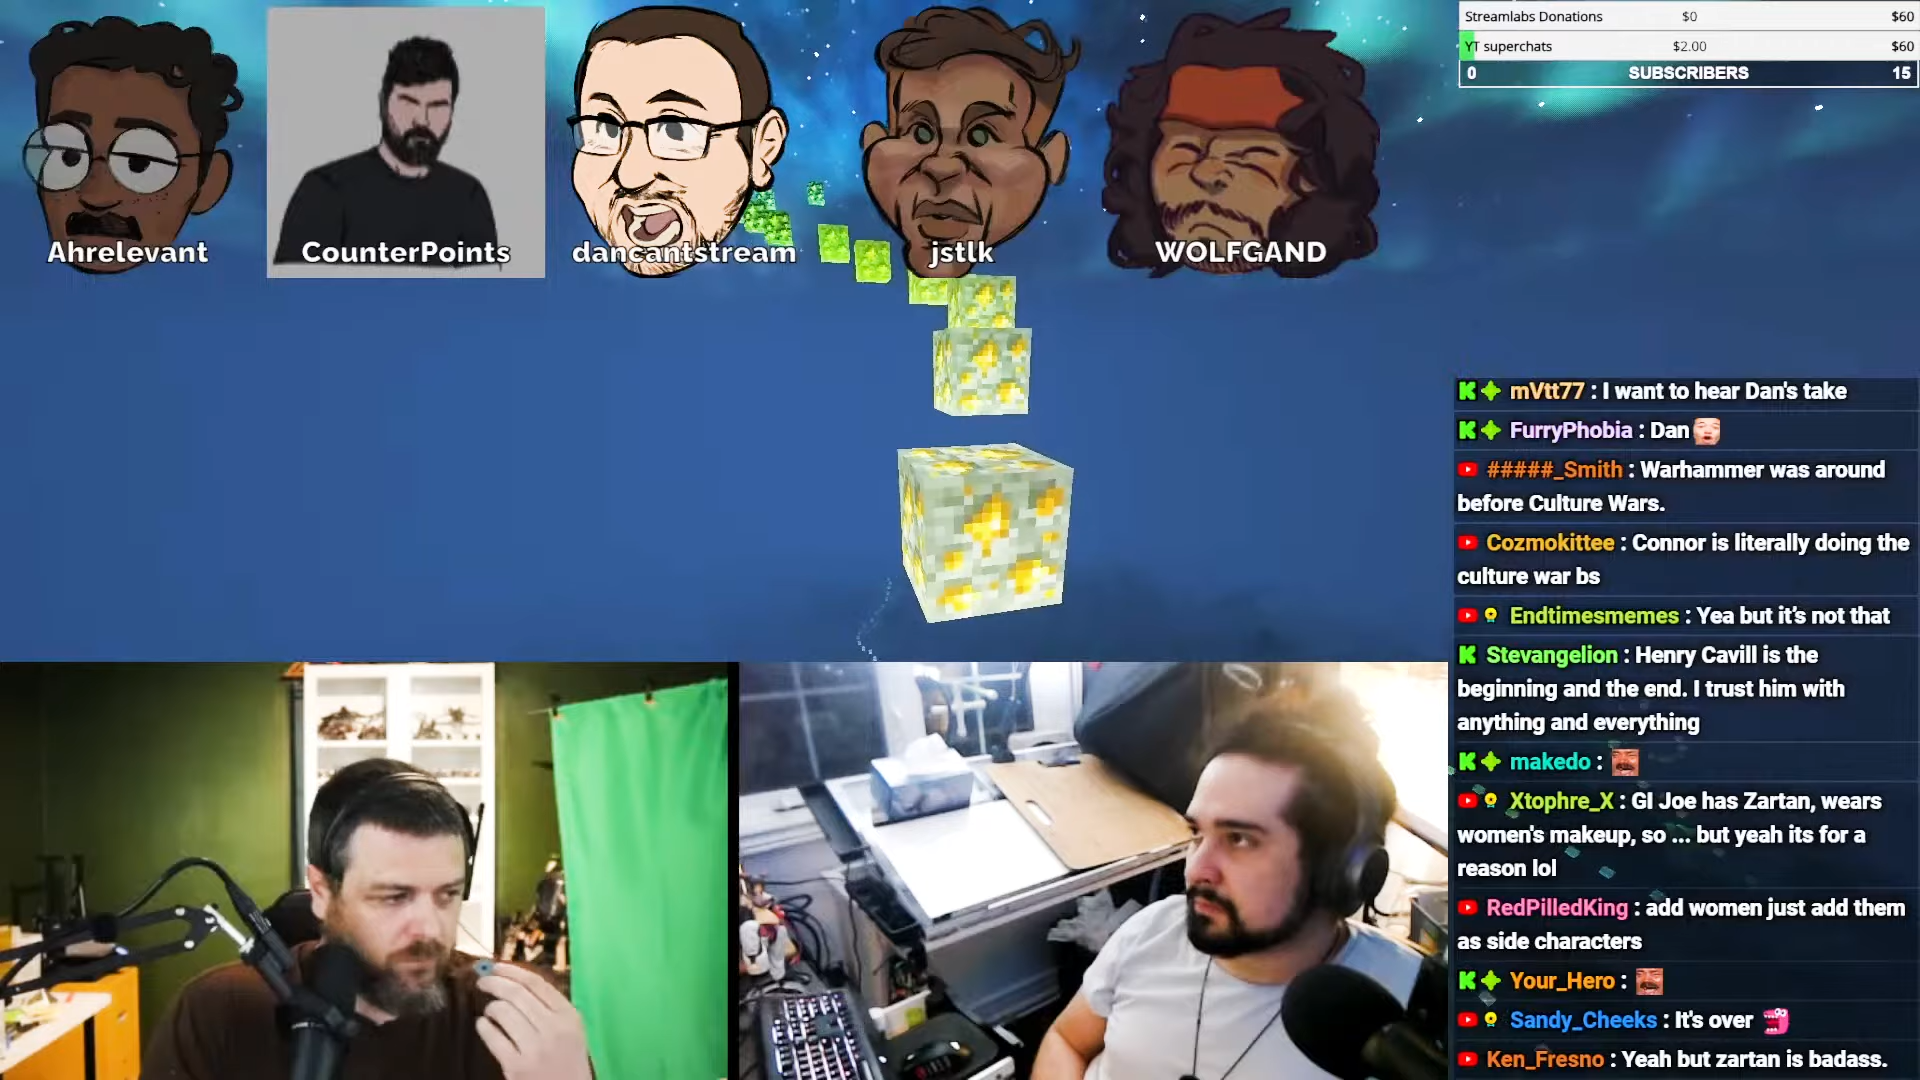 Streamlabs Donations $0 $60
YT superchats $2.00 $60
0 SUBSCRIBERS 15
Ahrelevant
CounterPoints
dancantstream
jstlk
WOLFGAND
mVtt77 : I want to hear Dan's take
FurryPhobia : Dan
#####_Smith : Warhammer was around
before Culture Wars.
Cozmokittee : Connor is literally doing the
culture war bs
Endtimesmemes : Yea but it's not that
Stevangelion : Henry Cavill is the
beginning and the end. I trust him with
anything and everything
makedo :
Xtophre_X : GI Joe has Zartan, wears
women's makeup, so ... but yeah its for a
reason lol
RedPilledKing : add women just add them
as side characters
Your_Hero :
Sandy_Cheeks : It's over
Ken_Fresno : Yeah but zartan is badass.